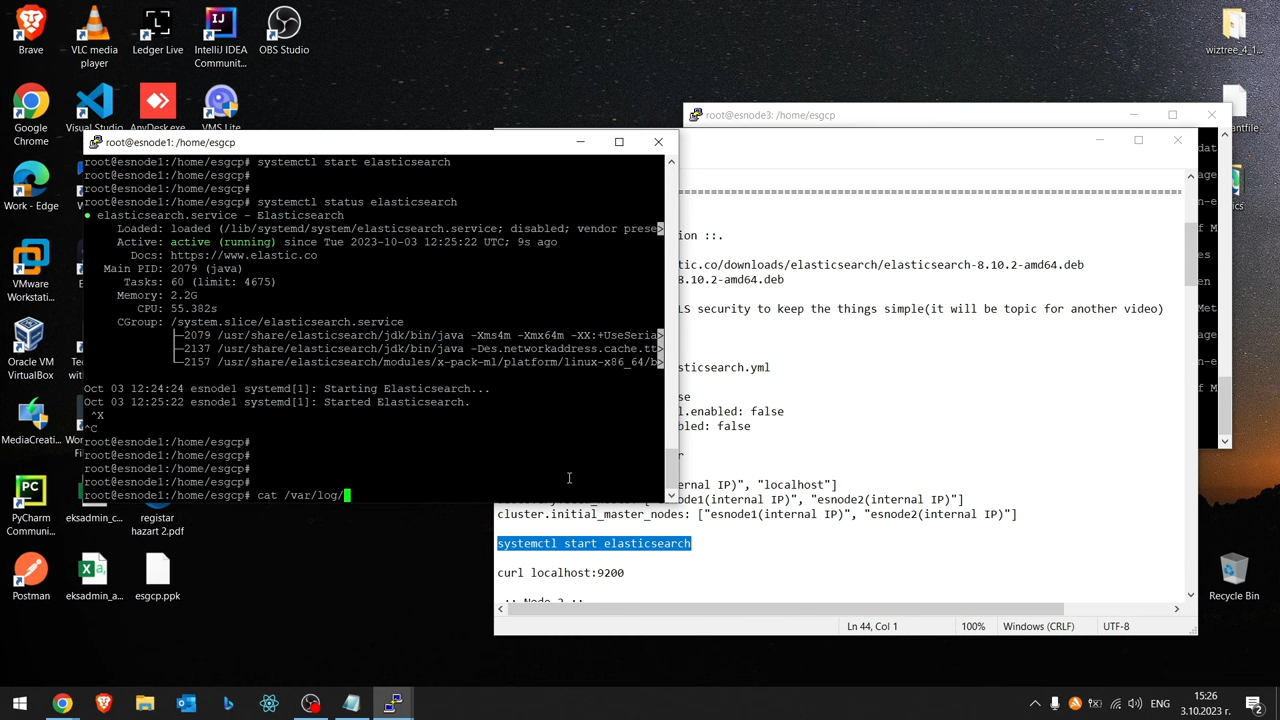 Brave
VLC media player
Ledger Live
IntelliJ IDEA Communit...
OBS Studio
wiztree_4_1...
Google Chrome
Visual Studio
AnyDesk.exe
VMS Lite
root@esnode3: /home/esgcp
root@esnode1: /home/esgcp
root@esnode1:/home/esgcp# systemctl start elasticsearch
root@esnode1:/home/esgcp#
root@esnode1:/home/esgcp#
root@esnode1:/home/esgcp# systemctl status elasticsearch
● elasticsearch.service - Elasticsearch
Loaded: loaded (/lib/systemd/system/elasticsearch.service; disabled; vendor prese>
Active: active (running) since Tue 2023-10-03 12:25:22 UTC; 9s ago
Docs: https://www.elastic.co
Main PID: 2079 (java)
Tasks: 60 (limit: 4675)
Memory: 2.2G
CPU: 55.382s
CGroup: /system.slice/elasticsearch.service
├─2079 /usr/share/elasticsearch/jdk/bin/java -Xms4m -Xmx64m -XX:+UseSeria>
├─2137 /usr/share/elasticsearch/jdk/bin/java -Des.networkaddress.cache.tt>
└─2157 /usr/share/elasticsearch/modules/x-pack-ml/platform/linux-x86_64/b>
Oct 03 12:24:24 esnode1 systemd[1]: Starting Elasticsearch...
Oct 03 12:25:22 esnode1 systemd[1]: Started Elasticsearch.
^X
^C
root@esnode1:/home/esgcp#
root@esnode1:/home/esgcp#
root@esnode1:/home/esgcp#
root@esnode1:/home/esgcp#
root@esnode1:/home/esgcp# cat /var/log/
================================================
ion ::.
tic.co/downloads/elasticsearch/elasticsearch-8.10.2-amd64.deb
8.10.2-amd64.deb
LS security to keep the things simple(it will be topic for another video)
sticsearch.yml
se
l.enabled: false
bled: false
r
)", "localhost"]
node1(internal IP)", "esnode2(internal IP)"]
cluster.initial_master_nodes: ["esnode1(internal IP)", "esnode2(internal IP)"]
systemctl start elasticsearch
curl localhost:9200
.:: Node 2 ::.
Ln 44, Col 1
100%
Windows (CRLF)
UTF-8
Work - Edge
VMware Workstati...
Oracle VM VirtualBox
MediaCreati...
PyCharm Communi...
eksadmin_c...
registar hazart 2.pdf
Postman
eksadmin_a...
esgcp.ppk
Recycle Bin
ENG
15:26
3.10.2023 г.
2